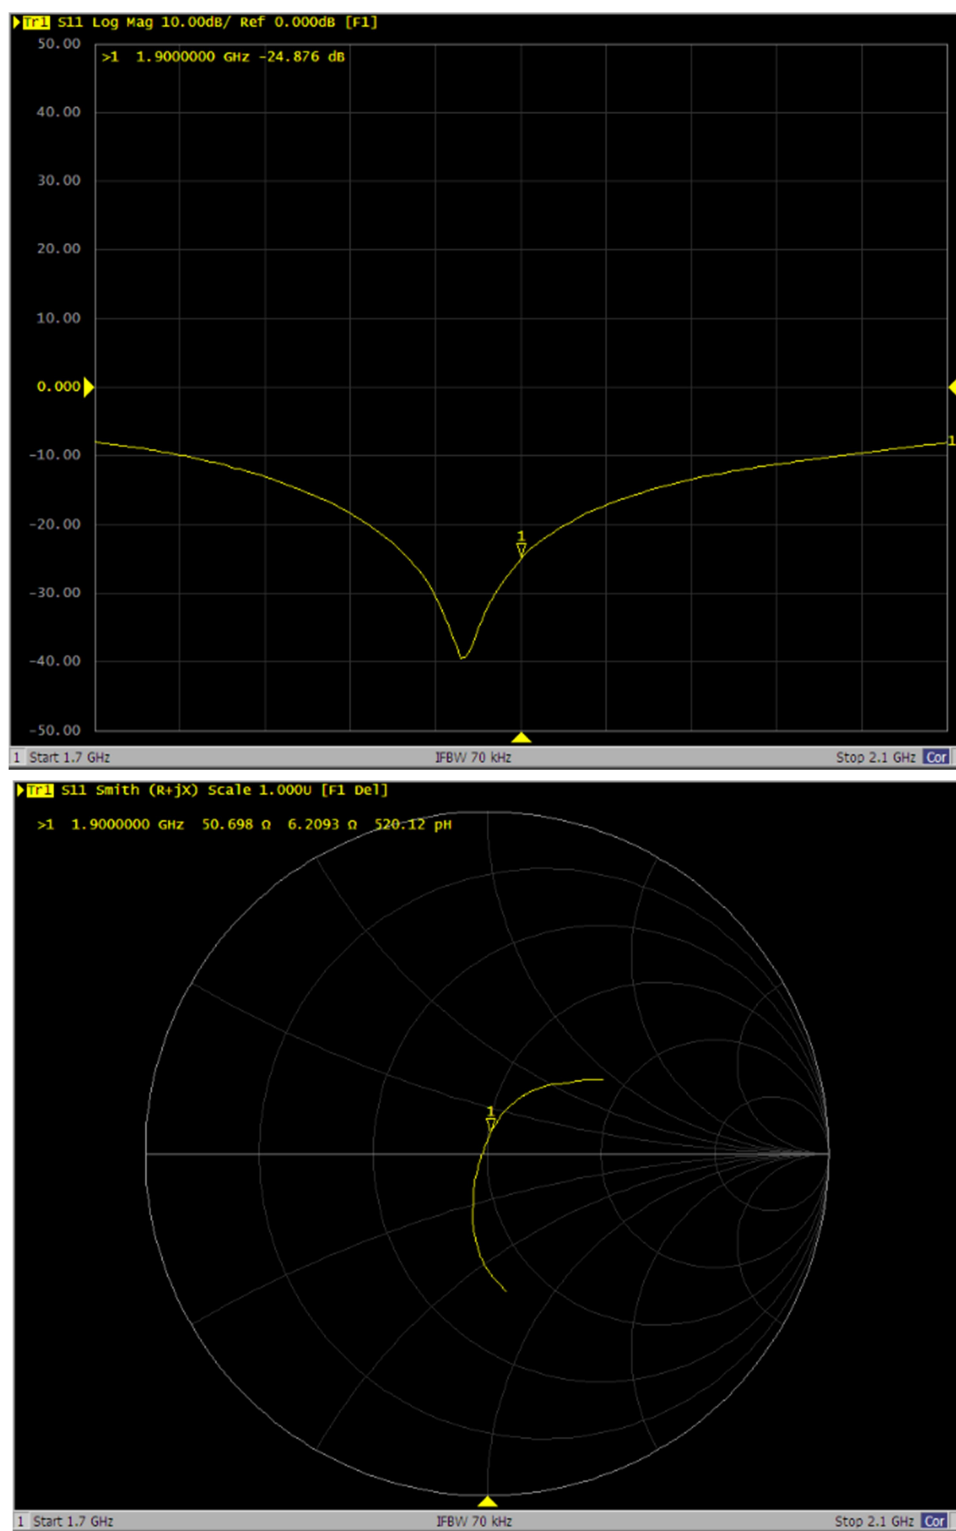 Tr1 S11 Log Mag 10.00dB/ Ref 0.000dB [F1]
50.00
>1 1.9000000 GHz -24.876 dB
40.00
30.00
20.00
10.00
0.000
1
-10.00
-20.00
1
-30.00
-40.00
-50.00
1 Start 1.7 GHz IFBW 70 kHz Stop 2.1 GHz Cor
Tr1 S11 Smith (R+jX) Scale 1.000U [F1 Del]
>1 1.9000000 GHz 50.698 Ω 6.2093 Ω 520.12 pH
1
1 Start 1.7 GHz IFBW 70 kHz Stop 2.1 GHz Cor